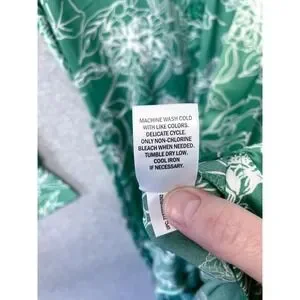 MACHINE WASH COLD
WITH LIKE COLORS.
DELICATE CYCLE.
ONLY NON-CHLORINE
BLEACH WHEN NEEDED.
TUMBLE DRY LOW,
COOL IRON
IF NECESSARY.